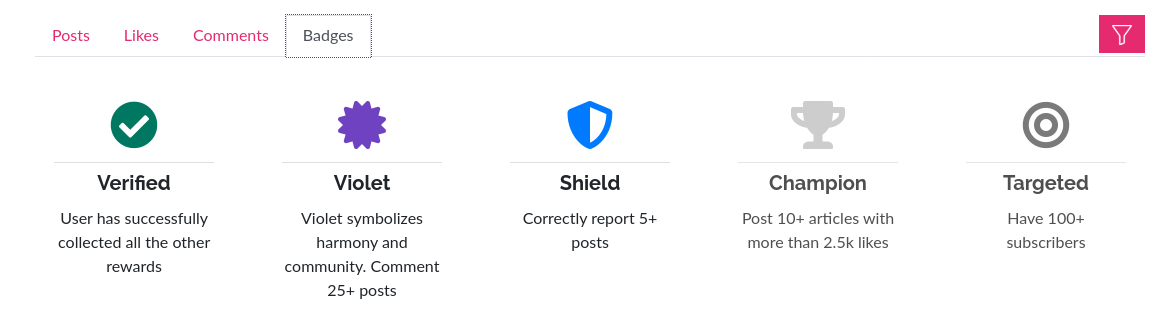 Posts Likes Comments Badges
Verified
User has successfully
collected all the other
rewards
Violet
Violet symbolizes
harmony and
community. Comment
25+ posts
Shield
Correctly report 5+
posts
Champion
Post 10+ articles with
more than 2.5k likes
Targeted
Have 100+
subscribers